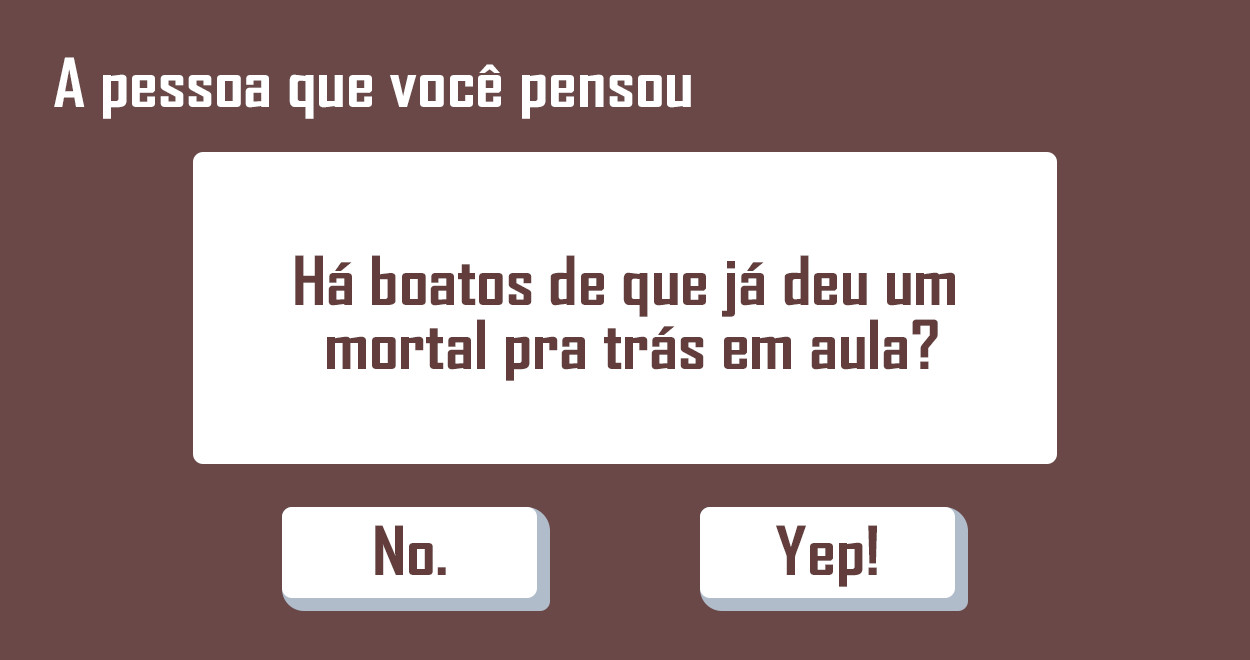 A pessoa que você pensou
Há boatos de que já deu um
mortal pra trás em aula?
No.
Yep!